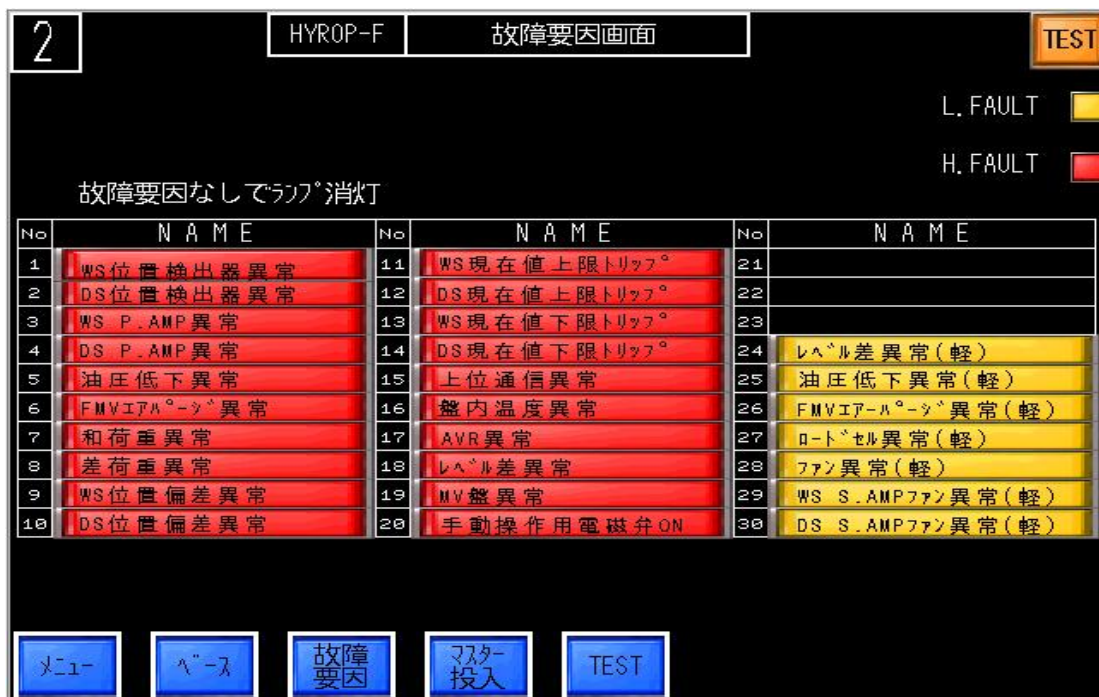 2 HYROP-F 故障要因画面 TEST
L.FAULT
H.FAULT
故障要因なしでﾗﾝﾌﾟ消灯
No NAME No NAME No NAME
1 WS位置検出器異常 11 WS現在値上限ﾄﾘｯﾌﾟ 21
2 DS位置検出器異常 12 DS現在値上限ﾄﾘｯﾌﾟ 22
3 WS P.AMP異常 13 WS現在値下限ﾄﾘｯﾌﾟ 23
4 DS P.AMP異常 14 DS現在値下限ﾄﾘｯﾌﾟ 24 ﾚﾍﾞﾙ差異常(軽)
5 油圧低下異常 15 上位通信異常 25 油圧低下異常(軽)
6 FMVｴｱﾊﾟｰｼﾞ異常 16 盤内温度異常 26 FMVｴｱｰﾊﾟｰｼﾞ異常(軽)
7 和荷重異常 17 AVR異常 27 ﾛｰﾄﾞｾﾙ異常(軽)
8 差荷重異常 18 ﾚﾍﾞﾙ差異常 28 ﾌｧﾝ異常(軽)
9 WS位置偏差異常 19 MV盤異常 29 WS S.AMPﾌｧﾝ異常(軽)
10 DS位置偏差異常 20 手動操作用電磁弁ON 30 DS S.AMPﾌｧﾝ異常(軽)
ﾒﾆｭｰ ﾍﾞｰｽ 故障 ﾏｽﾀｰ TEST
要因 投入